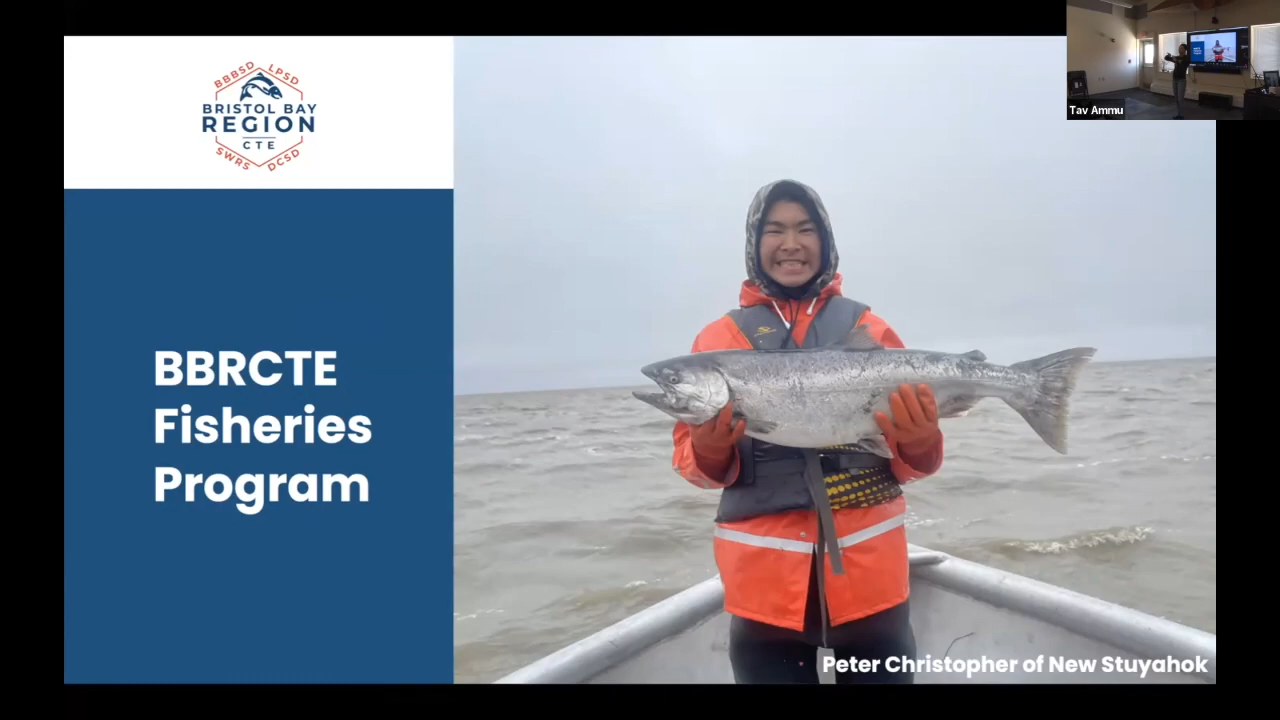 BBBSD LPSD
BRISTOL BAY
REGION
CTE
SWRS DCSD
BBRCTE
Fisheries
Program
Peter Christopher of New Stuyahok
Tav Ammu